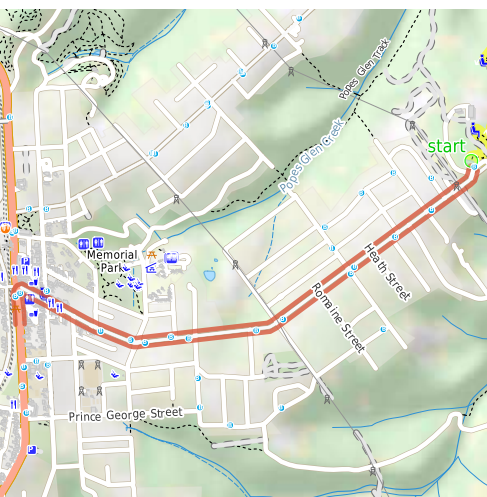 Popes Glen Track
start
Popes Glen Creek
Memorial
Park
Heath Street
Romaine Street
Prince George Street